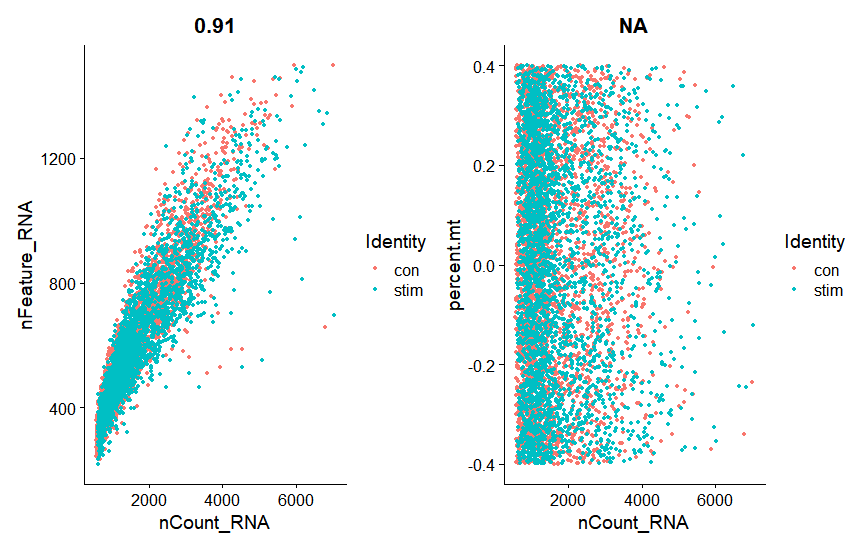 0.91
nFeature_RNA
1200
800
400
2000
4000
6000
nCount_RNA
Identity
con
stim
NA
percent.mt
0.4
0.2
0.0
-0.2
-0.4
2000
4000
6000
nCount_RNA
Identity
con
stim